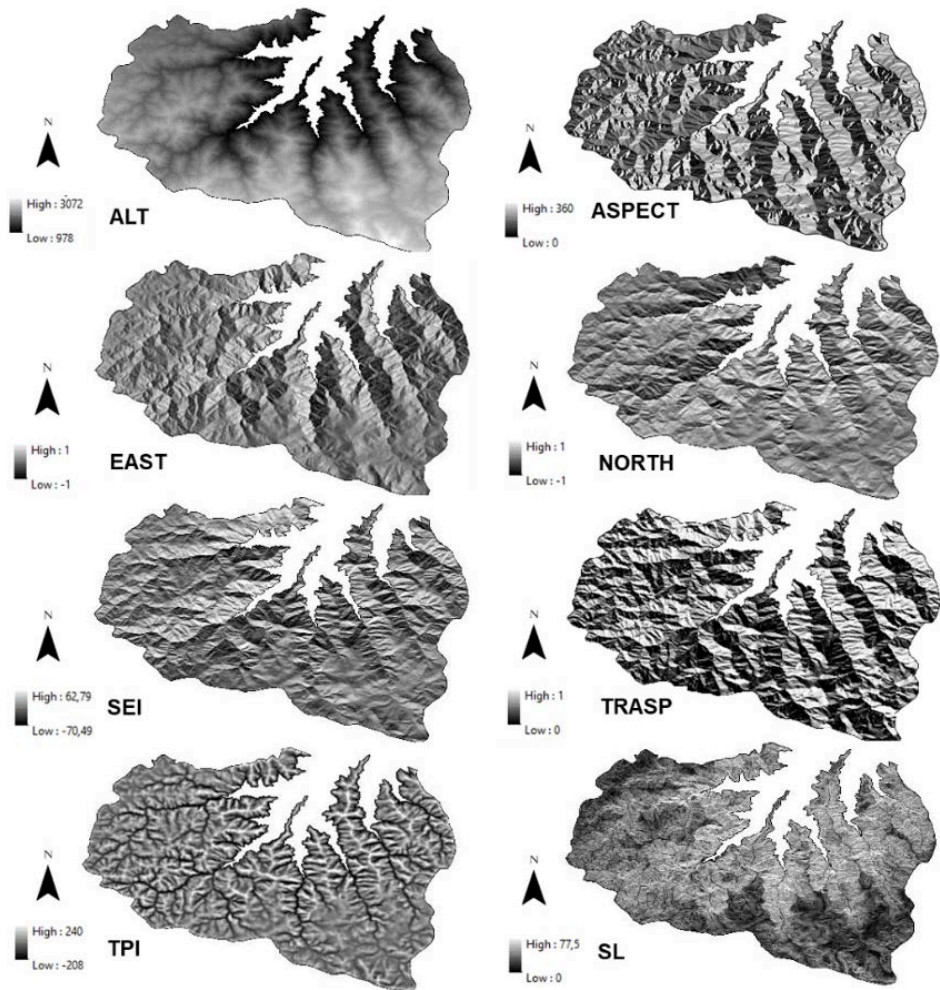 N
High : 3072
Low : 978
ALT
N
High : 360
Low : 0
ASPECT
N
High : 1
Low : -1
EAST
N
High : 1
Low : -1
NORTH
N
High : 62,79
Low : -70,49
SEI
N
High : 1
Low : 0
TRASP
N
High : 240
Low : -208
TPI
N
High : 77,5
Low : 0
SL